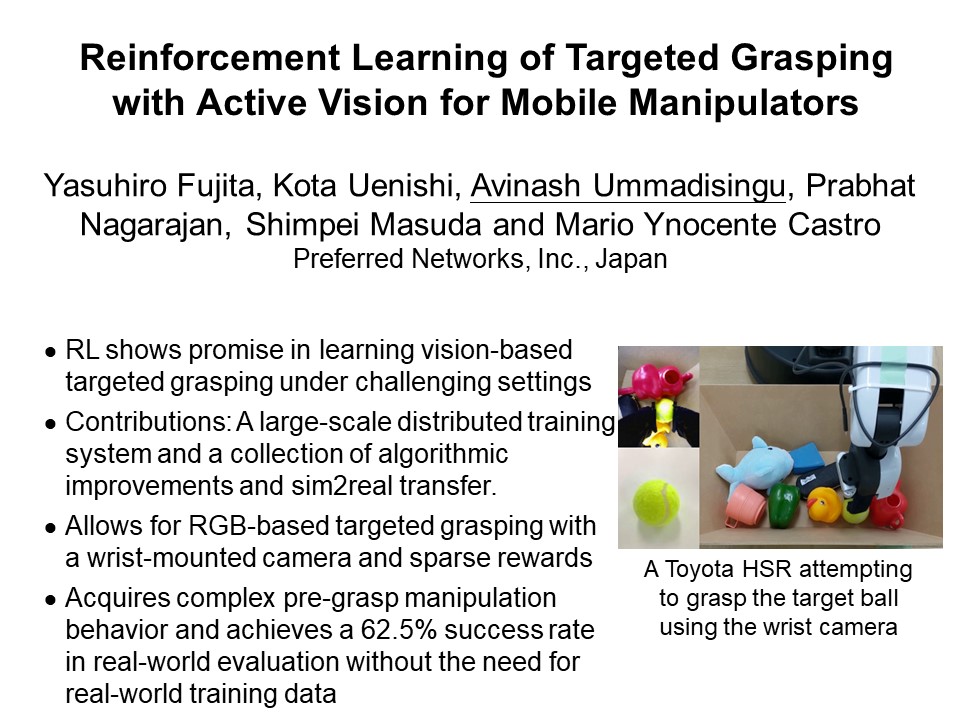 Reinforcement Learning of Targeted Grasping
with Active Vision for Mobile Manipulators
Yasuhiro Fujita, Kota Uenishi, Avinash Ummadisingu, Prabhat
Nagarajan, Shimpei Masuda and Mario Ynocente Castro
Preferred Networks, Inc., Japan
● RL shows promise in learning vision-based
targeted grasping under challenging settings
● Contributions: A large-scale distributed training
system and a collection of algorithmic
improvements and sim2real transfer.
● Allows for RGB-based targeted grasping with
a wrist-mounted camera and sparse rewards
● Acquires complex pre-grasp manipulation
behavior and achieves a 62.5% success rate
in real-world evaluation without the need for
real-world training data
A Toyota HSR attempting
to grasp the target ball
using the wrist camera